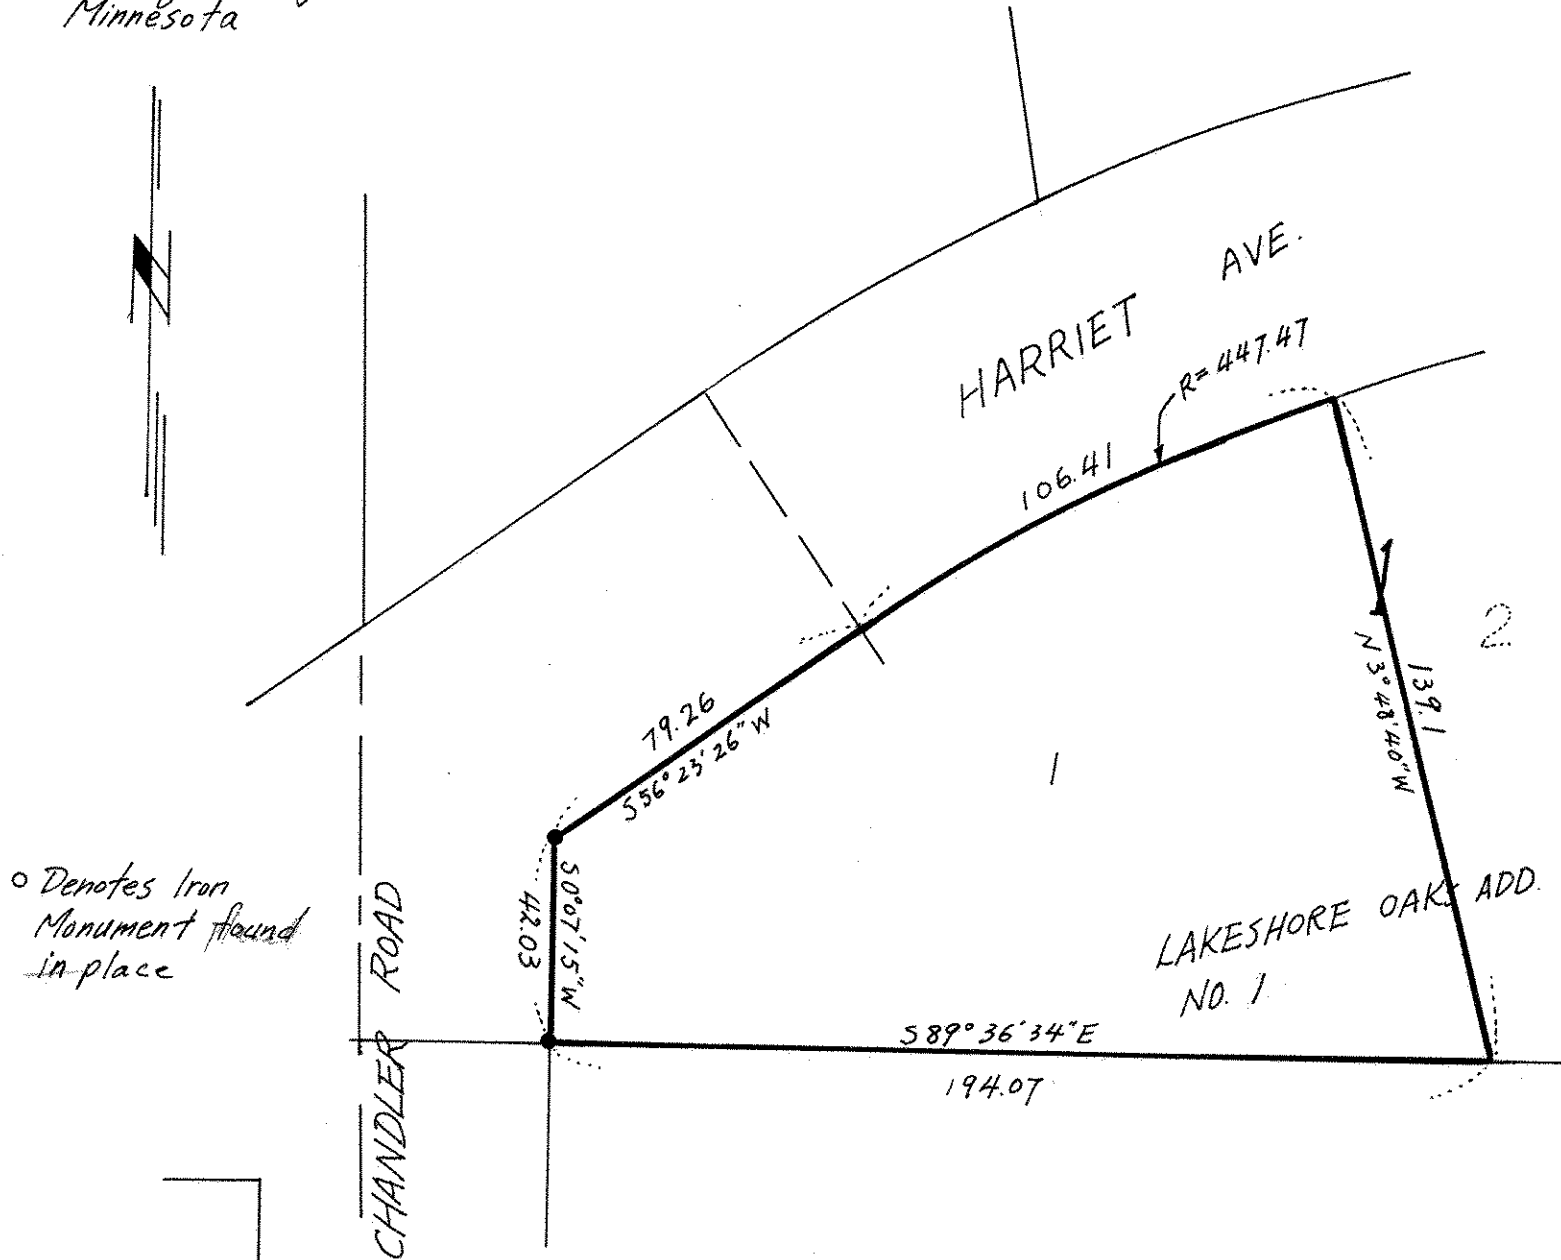 Minnesota
N
HARRIET AVE.
R=447.47
106.41
79.26
S56°23'26"W
139.1
N3°48'40"W
2
1
Denotes Iron
Monument found
in place
S0°07'15"W
42.03
CHANDLER ROAD
LAKESHORE OAKS ADD.
NO. 1
S89°36'34"E
194.07